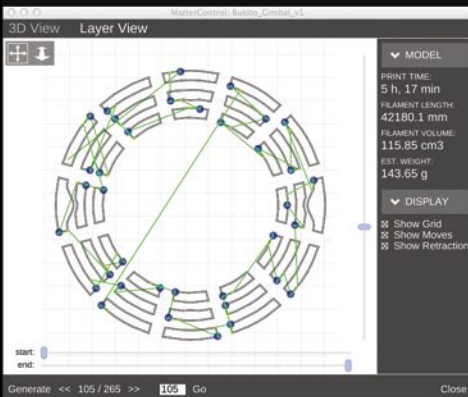 MatterControl: Bukito_Gimbal_v1
3D View Layer View
MODEL
PRINT TIME:
5 h, 17 min
FILAMENT LENGTH:
42180.1 mm
FILAMENT VOLUME:
115.85 cm3
EST. WEIGHT:
143.65 g
DISPLAY
Show Grid
Show Moves
Show Retraction
start:
end:
Generate << 105 / 265 >> 105 Go
Close